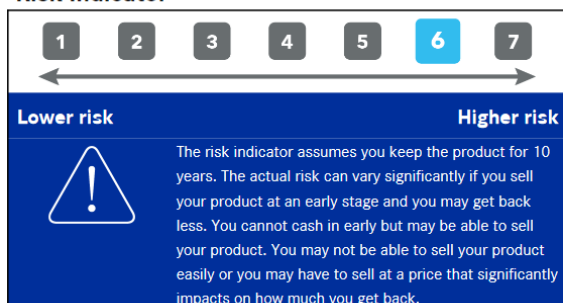 Risk Indicator
1 2 3 4 5 6 7
Lower risk Higher risk
The risk indicator assumes you keep the product for 10
years. The actual risk can vary significantly if you sell
your product at an early stage and you may get back
less. You cannot cash in early but may be able to sell
your product. You may not be able to sell your product
easily or you may have to sell at a price that significantly
impacts on how much you get back.